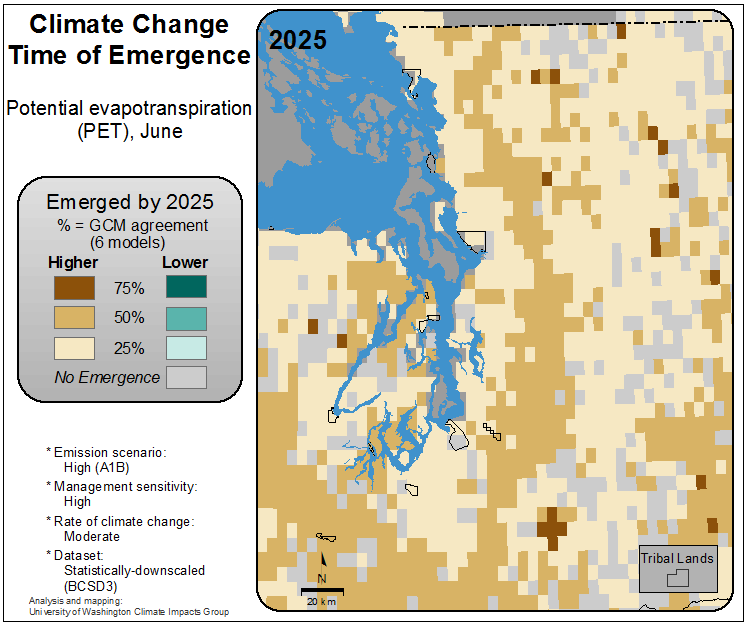 Climate Change
Time of Emergence
Potential evapotranspiration
(PET), June
Emerged by 2025
% = GCM agreement
(6 models)
Higher
Lower
75%
50%
25%
No Emergence
* Emission scenario:
High (A1B)
* Management sensitivity:
High
* Rate of climate change:
Moderate
* Dataset:
Statistically-downscaled
(BCSD3)
Analysis and mapping:
University of Washington Climate Impacts Group
2025
N
20 km
Tribal Lands